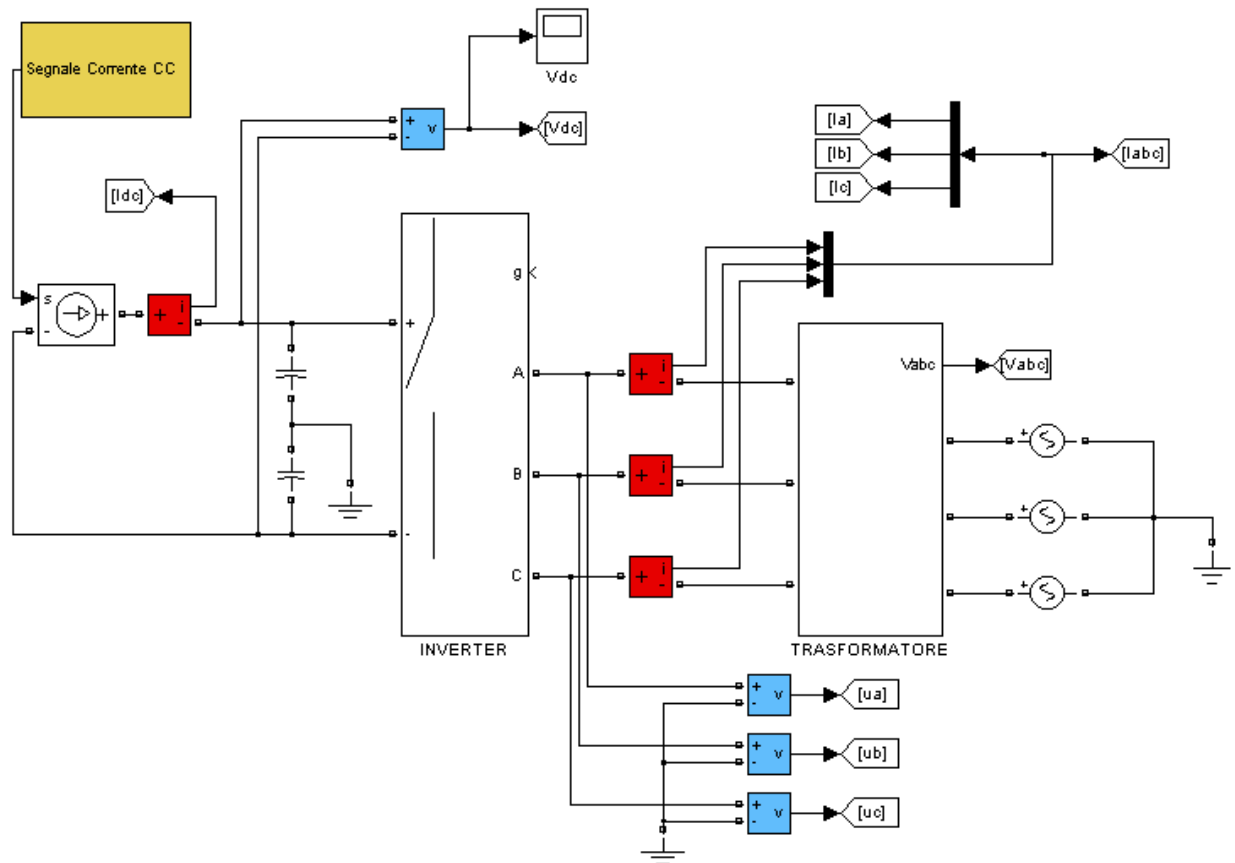 Segnale Corrente CC
Vdc
+
-
v
[Vdc]
[Ia]
[Ib]
[Ic]
[Iabc]
[Idc]
g
s
+
-
+
i
-
+
-
A
B
C
INVERTER
+
i
-
+
i
-
+
i
-
Vabc
[Vabc]
+
-
+
-
+
-
TRASFORMATORE
+
-
v
[ua]
+
-
v
[ub]
+
-
v
[uc]